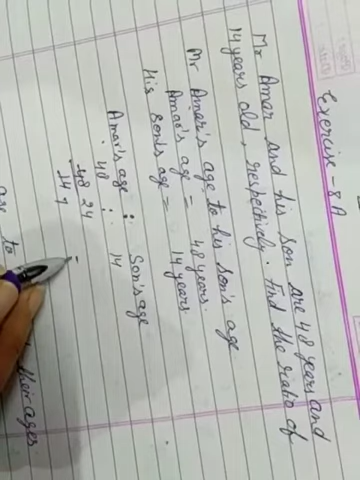 Exercise - 8A
Mr Amar and his son are 48 years and
14 years old, respectively. Find the ratio of
Mr Amar's age to his son's age
Amar's age = 48 years.
His son's age = 14 years.
Amar's age : Son's age
48 : 14
48 24 =
14 7
age to
their ages